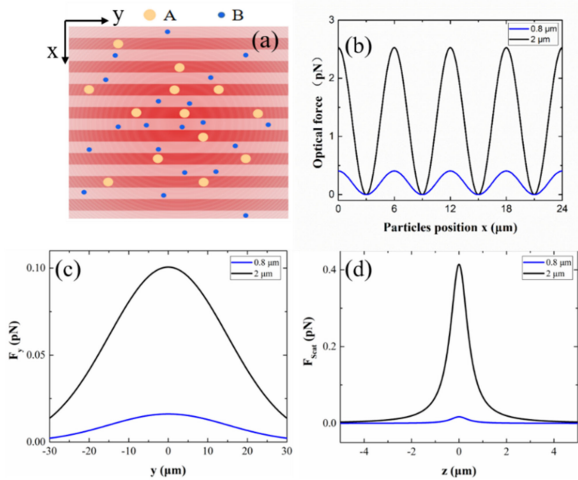 y
A
B
x
(a)
(b)
0.8 μm
2 μm
Optical force (pN)
3
2
1
0
0 6 12 18 24
Particles position x (μm)
(c)
0.8 μm
2 μm
F_y (pN)
0.10
0.05
0.00
-30 -20 -10 0 10 20 30
y (μm)
(d)
0.8 μm
2 μm
F_Scat (pN)
0.4
0.2
0.0
-4 -2 0 2 4
z (μm)